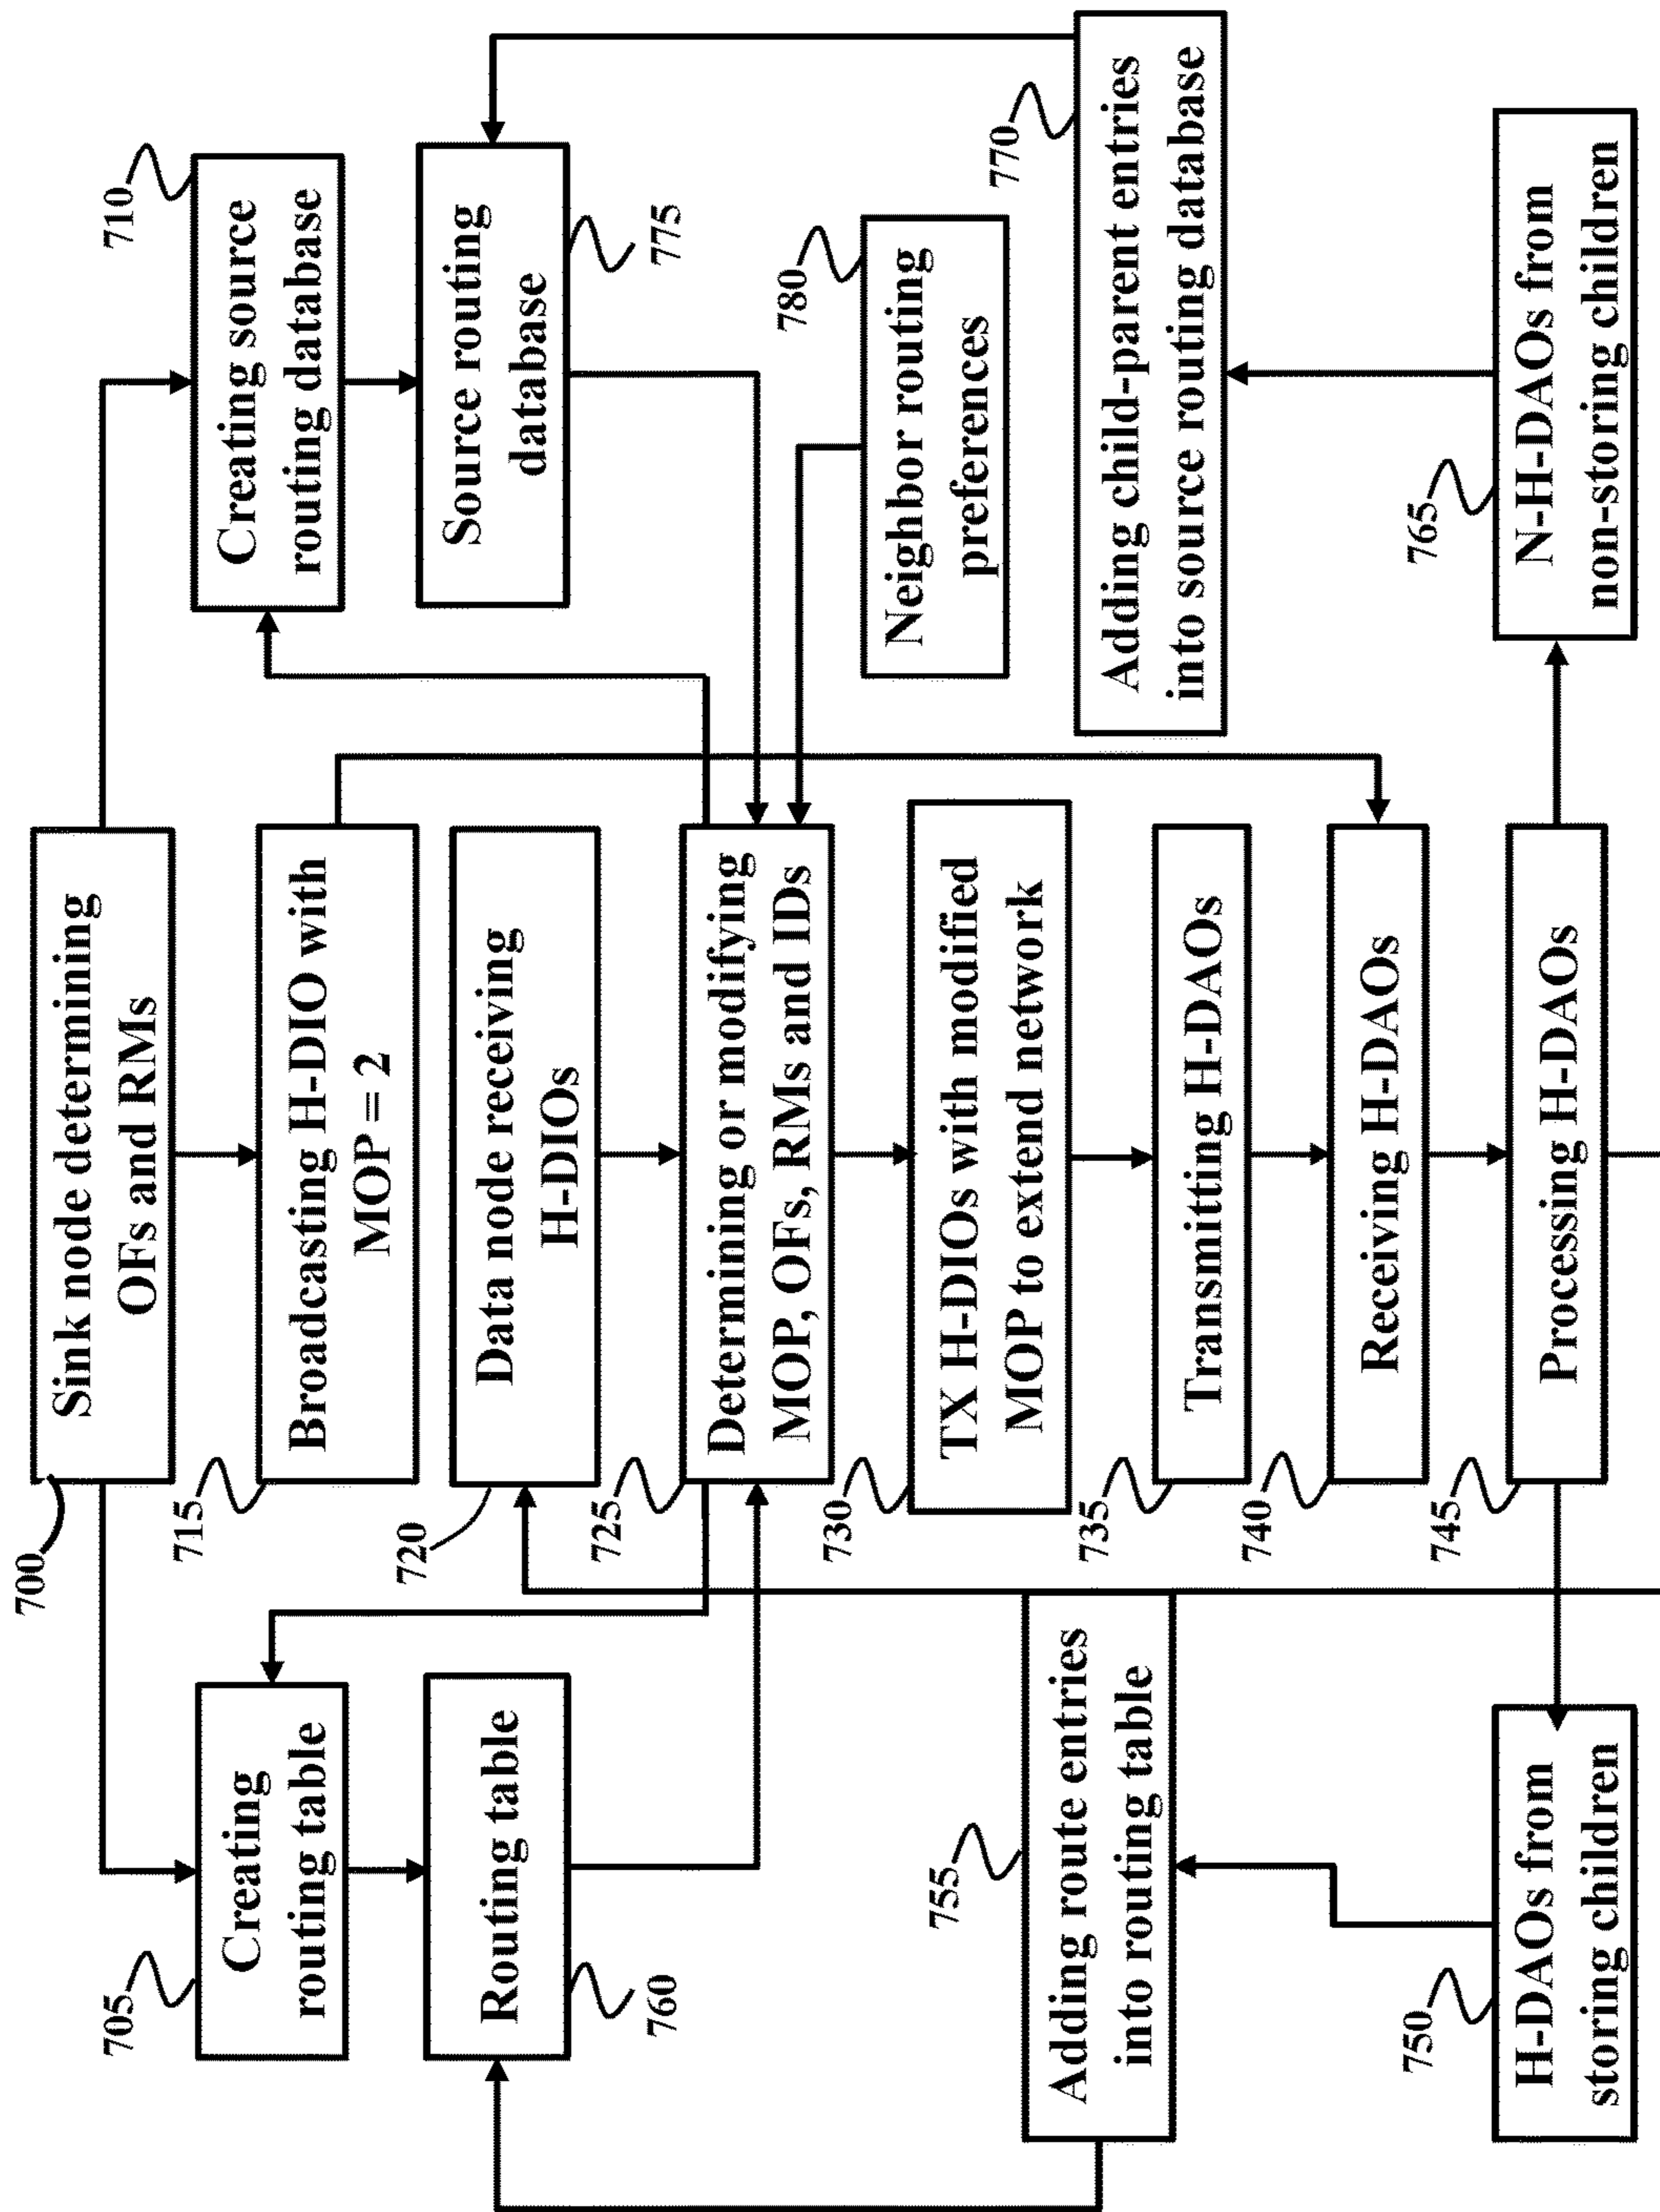 700
Sink node determining
OFs and RMs
705
Creating
routing table
710
Creating source
routing database
715
Broadcasting H-DIO with
MOP = 2
720
Data node receiving
H-DIOs
760
Routing table
775
Source routing
database
725
Determining or modifying
MOP, OFs, RMs and IDs
780
Neighbor routing
preferences
730
TX H-DIOs with modified
MOP to extend network
755
Adding route entries
into routing table
770
Adding child-parent entries
into source routing database
735
Transmitting H-DAOs
740
Receiving H-DAOs
745
Processing H-DAOs
750
H-DAOs from
storing children
765
N-H-DAOs from
non-storing children